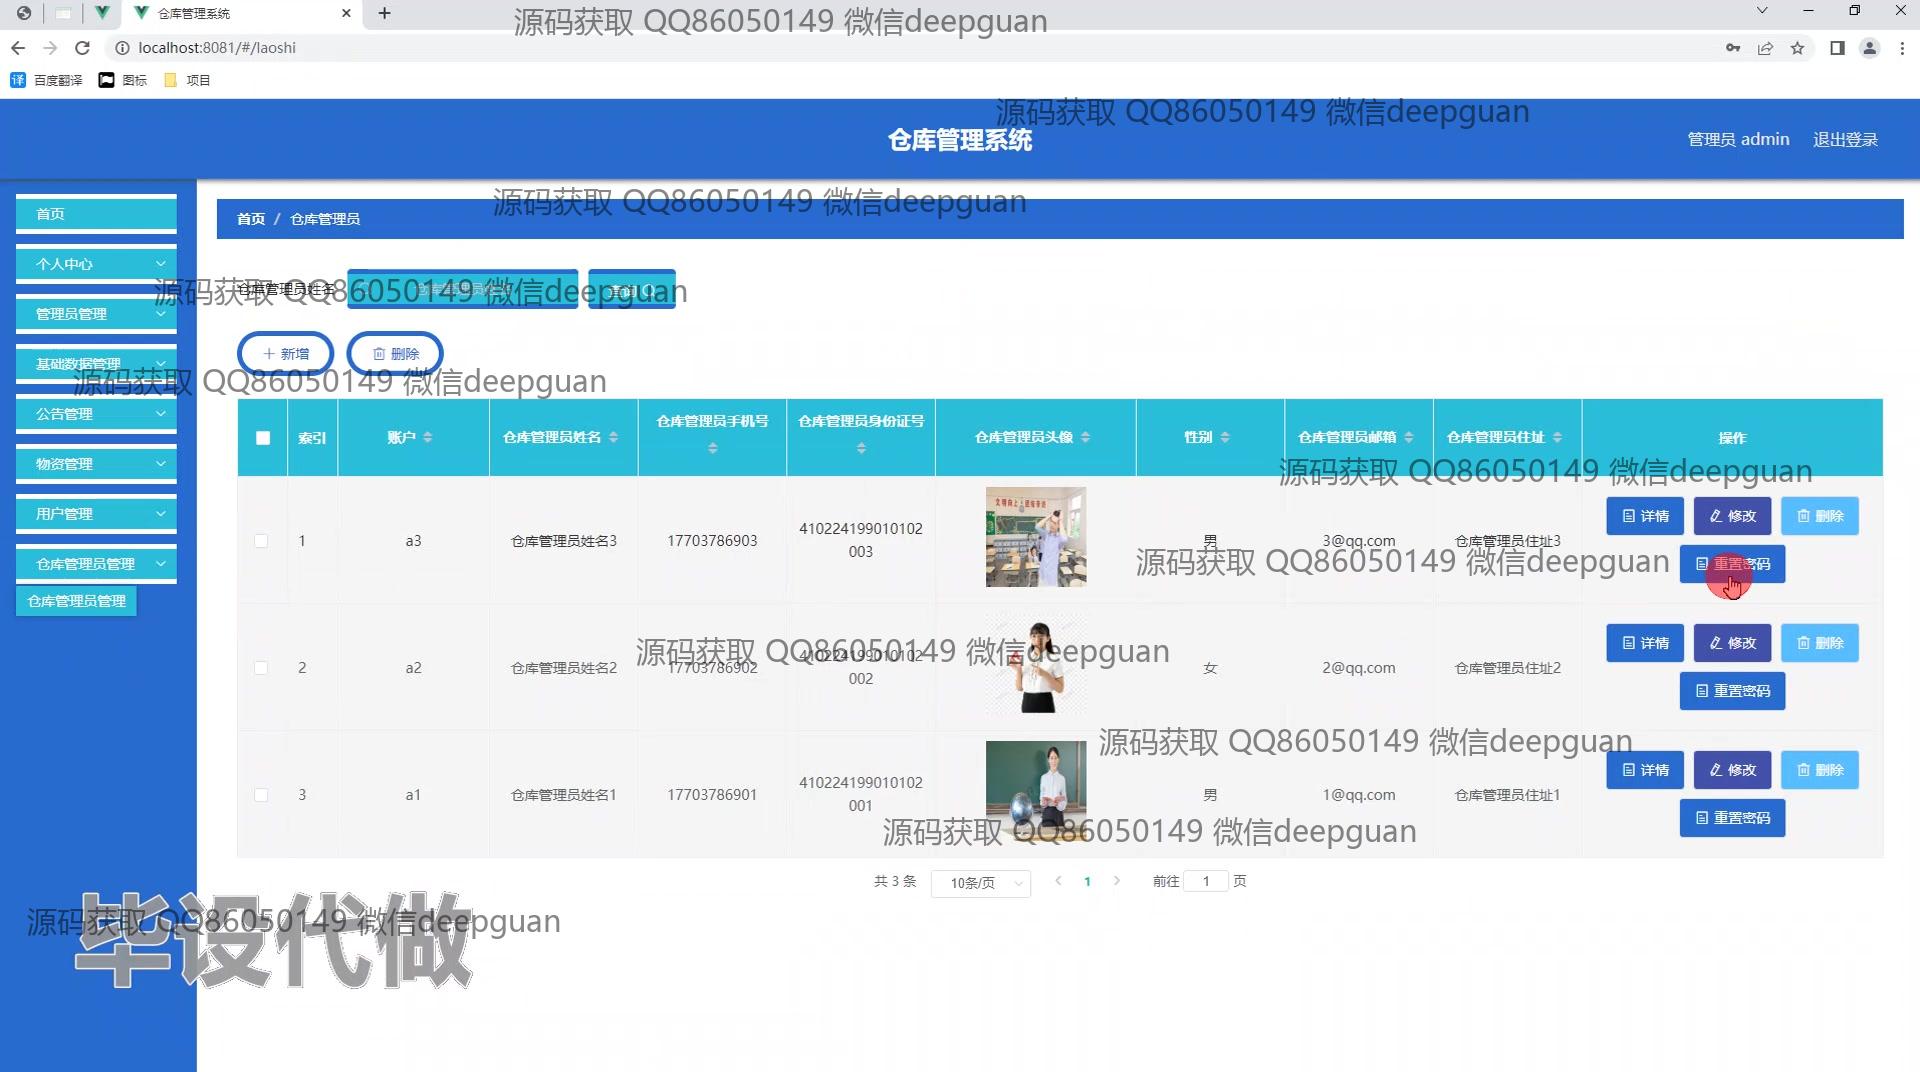 仓库管理系统
源码获取 QQ86050149 微信deepguan
localhost:8081/#/laoshi
译 百度翻译 图标 项目
源码获取 QQ86050149 微信deepguan
仓库管理系统
管理员 admin 退出登录
首页
源码获取 QQ86050149 微信deepguan
首页 / 仓库管理员
个人中心
源码获取 QQ86050149 微信deepguan
仓库管理员姓名
查询
管理员管理
新增 删除
基础数据管理
源码获取 QQ86050149 微信deepguan
公告管理
索引 账户 仓库管理员姓名 仓库管理员手机号 仓库管理员身份证号 仓库管理员头像 性别 仓库管理员邮箱 仓库管理员住址 操作
物资管理
源码获取 QQ86050149 微信deepguan
用户管理
1 a3 仓库管理员姓名3 17703786903 410224199010102003 男 3@qq.com 仓库管理员住址3 详情 修改 删除
重置密码
源码获取 QQ86050149 微信deepguan
仓库管理员管理
仓库管理员管理
源码获取 QQ86050149 微信deepguan
2 a2 仓库管理员姓名2 17703786902 410224199010102002 女 2@qq.com 仓库管理员住址2 详情 修改 删除
重置密码
源码获取 QQ86050149 微信deepguan
3 a1 仓库管理员姓名1 17703786901 410224199010102001 男 1@qq.com 仓库管理员住址1 详情 修改 删除
重置密码
源码获取 QQ86050149 微信deepguan
共 3 条 10条/页 1 前往 1 页
源码获取 QQ86050149 微信deepguan
毕设代做